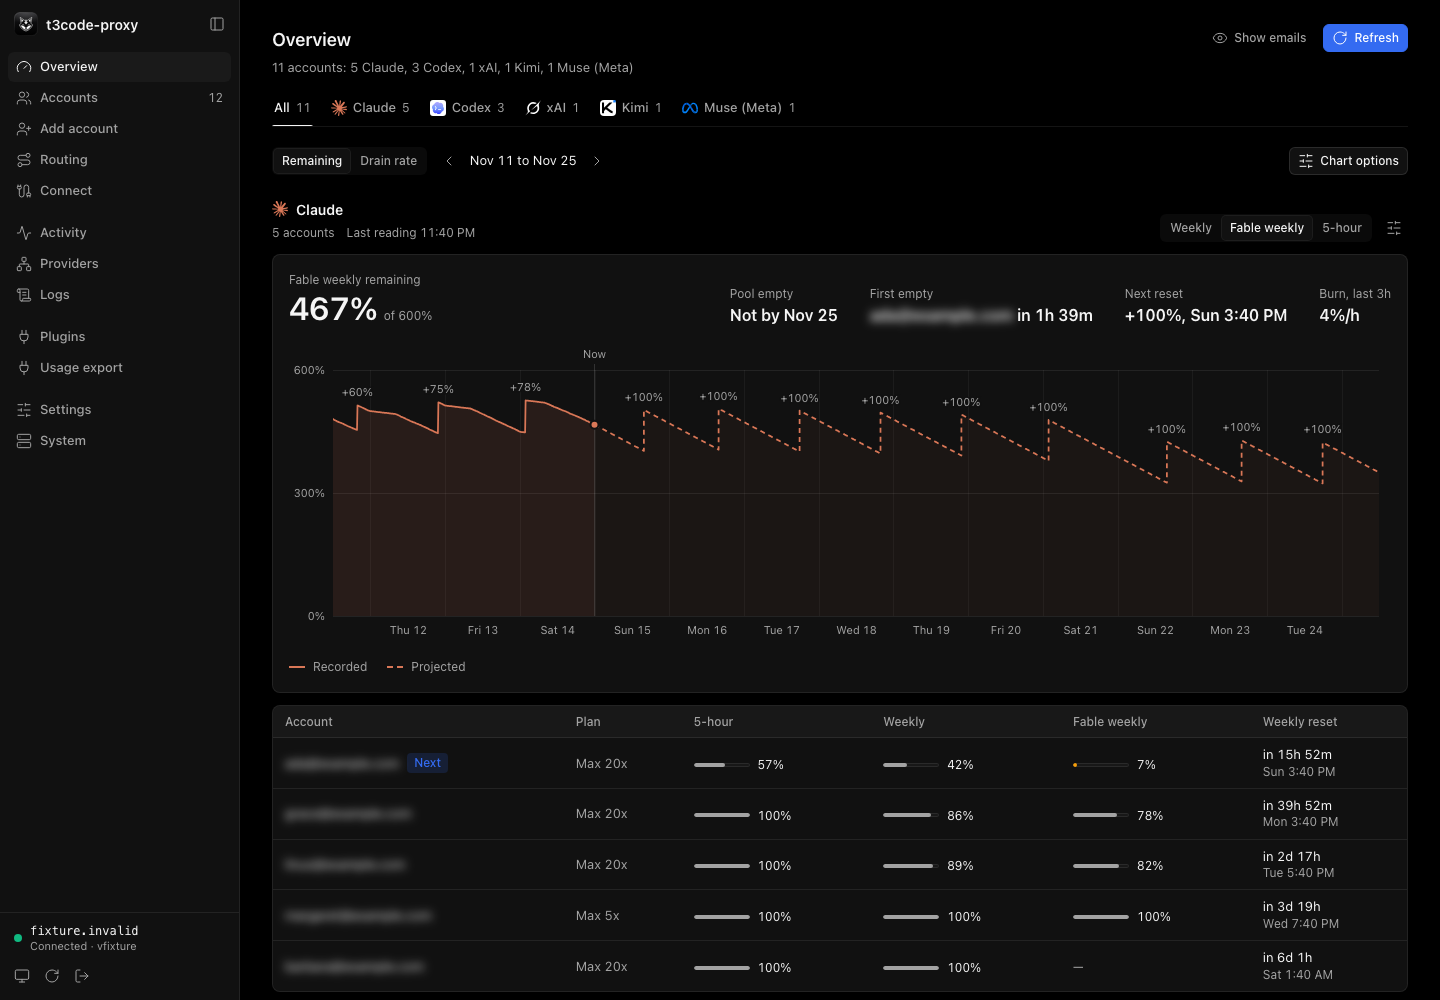 t3code-proxy
Overview
Accounts 12
Add account
Routing
Connect
Activity
Providers
Logs
Plugins
Usage export
Settings
System
fixture.invalid
Connected · vfixture
Overview
11 accounts: 5 Claude, 3 Codex, 1 xAI, 1 Kimi, 1 Muse (Meta)
Show emails
Refresh
All 11 Claude 5 Codex 3 xAI 1 Kimi 1 Muse (Meta) 1
Remaining Drain rate Nov 11 to Nov 25 Chart options
Claude
5 accounts Last reading 11:40 PM
Weekly Fable weekly 5-hour
Fable weekly remaining
467% of 600%
Pool empty
Not by Nov 25
First empty
in 1h 39m
Next reset
+100%, Sun 3:40 PM
Burn, last 3h
4%/h
Now
600%
300%
0%
+60% +75% +78% +100% +100% +100% +100% +100% +100% +100% +100% +100%
Thu 12 Fri 13 Sat 14 Sun 15 Mon 16 Tue 17 Wed 18 Thu 19 Fri 20 Sat 21 Sun 22 Mon 23 Tue 24
Recorded Projected
Account Plan 5-hour Weekly Fable weekly Weekly reset
Next Max 20x 57% 42% 7% in 15h 52m
Sun 3:40 PM
Max 20x 100% 86% 78% in 39h 52m
Mon 3:40 PM
Max 20x 100% 89% 82% in 2d 17h
Tue 5:40 PM
Max 5x 100% 100% 100% in 3d 19h
Wed 7:40 PM
Max 20x 100% 100% — in 6d 1h
Sat 1:40 AM